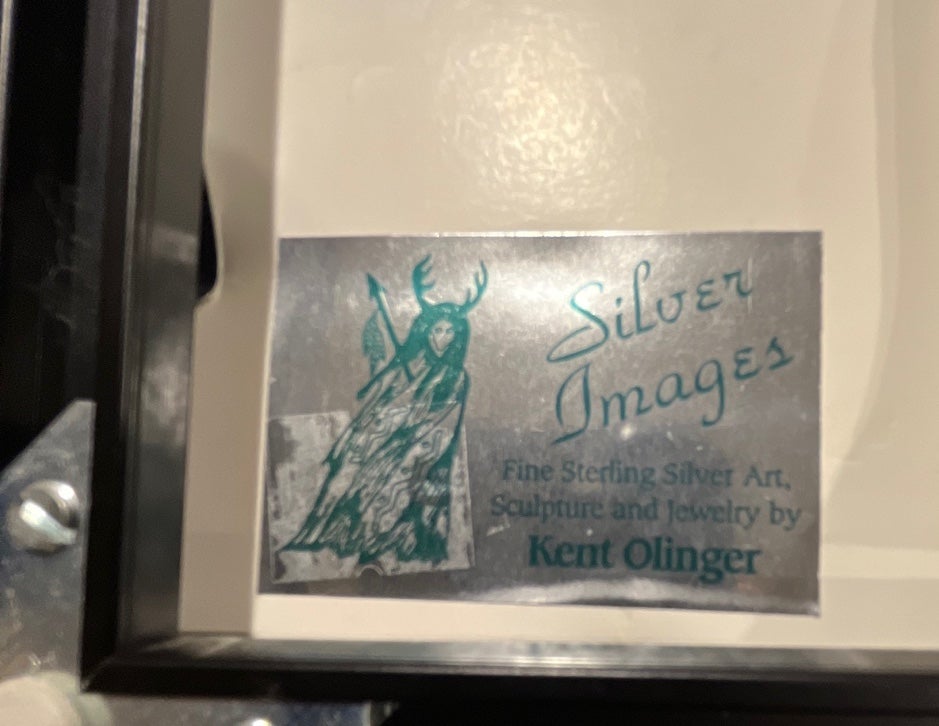 Silver
Images
Fine Sterling Silver Art,
Sculpture and Jewelry by
Kent Olinger